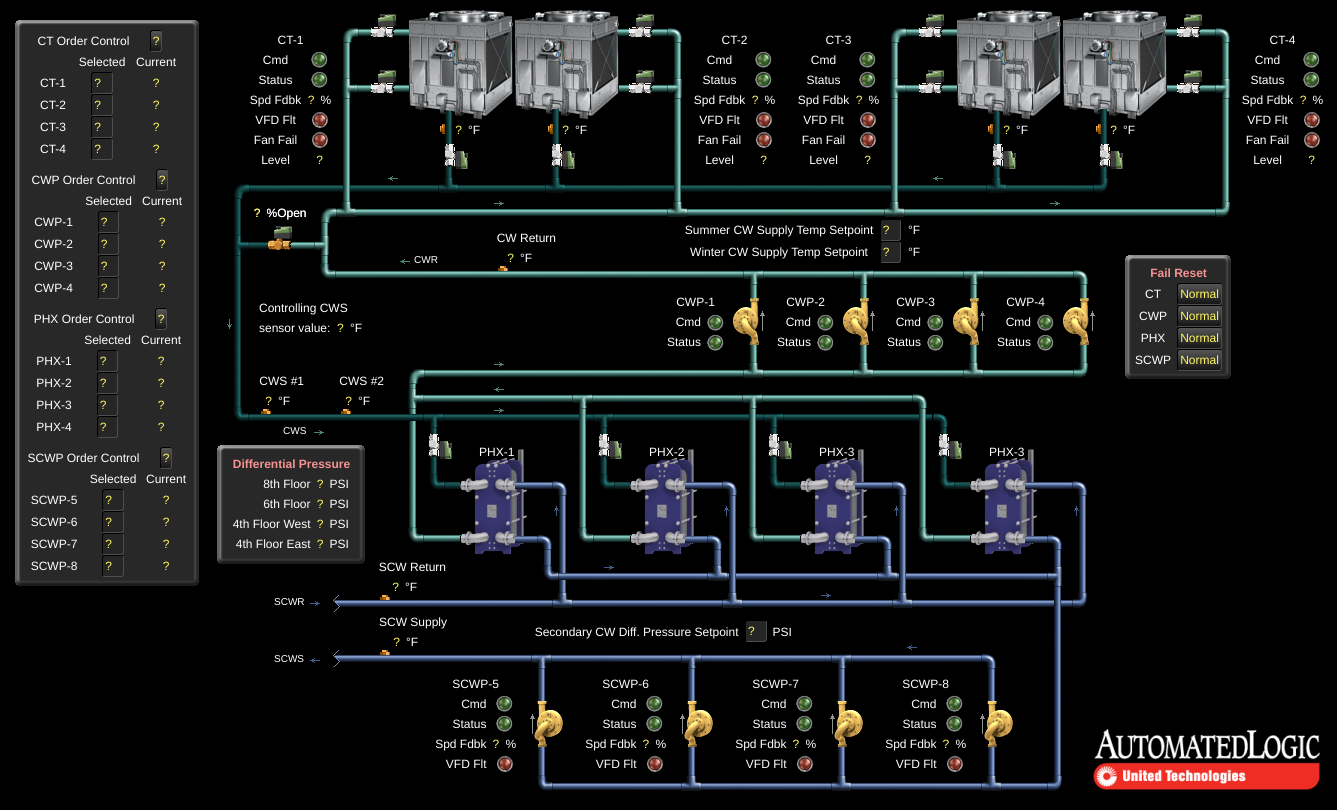 CT Order Control ?
Selected Current
CT-1 ? ?
CT-2 ? ?
CT-3 ? ?
CT-4 ? ?
CWP Order Control ?
Selected Current
CWP-1 ? ?
CWP-2 ? ?
CWP-3 ? ?
CWP-4 ? ?
PHX Order Control ?
Selected Current
PHX-1 ? ?
PHX-2 ? ?
PHX-3 ? ?
PHX-4 ? ?
SCWP Order Control ?
Selected Current
SCWP-5 ? ?
SCWP-6 ? ?
SCWP-7 ? ?
SCWP-8 ? ?
CT-1
Cmd
Status
Spd Fdbk ? %
VFD Flt
Fan Fail
Level ?
? °F
? °F
CT-2
Cmd
Status
Spd Fdbk ? %
VFD Flt
Fan Fail
Level ?
CT-3
Cmd
Status
Spd Fdbk ? %
VFD Flt
Fan Fail
Level ?
? °F
? °F
CT-4
Cmd
Status
Spd Fdbk ? %
VFD Flt
Fan Fail
Level ?
? %Open
Summer CW Supply Temp Setpoint ? °F
Winter CW Supply Temp Setpoint ? °F
CW Return
? °F
CWR
Controlling CWS
sensor value: ? °F
CWP-1
Cmd
Status
CWP-2
Cmd
Status
CWP-3
Cmd
Status
CWP-4
Cmd
Status
Fail Reset
CT Normal
CWP Normal
PHX Normal
SCWP Normal
CWS #1
? °F
CWS #2
? °F
CWS
Differential Pressure
8th Floor ? PSI
6th Floor ? PSI
4th Floor West ? PSI
4th Floor East ? PSI
PHX-1
PHX-2
PHX-3
PHX-3
SCW Return
? °F
SCWR
SCW Supply
? °F
SCWS
Secondary CW Diff. Pressure Setpoint ? PSI
SCWP-5
Cmd
Status
Spd Fdbk ? %
VFD Flt
SCWP-6
Cmd
Status
Spd Fdbk ? %
VFD Flt
SCWP-7
Cmd
Status
Spd Fdbk ? %
VFD Flt
SCWP-8
Cmd
Status
Spd Fdbk ? %
VFD Flt
AUTOMATEDLOGIC
United Technologies